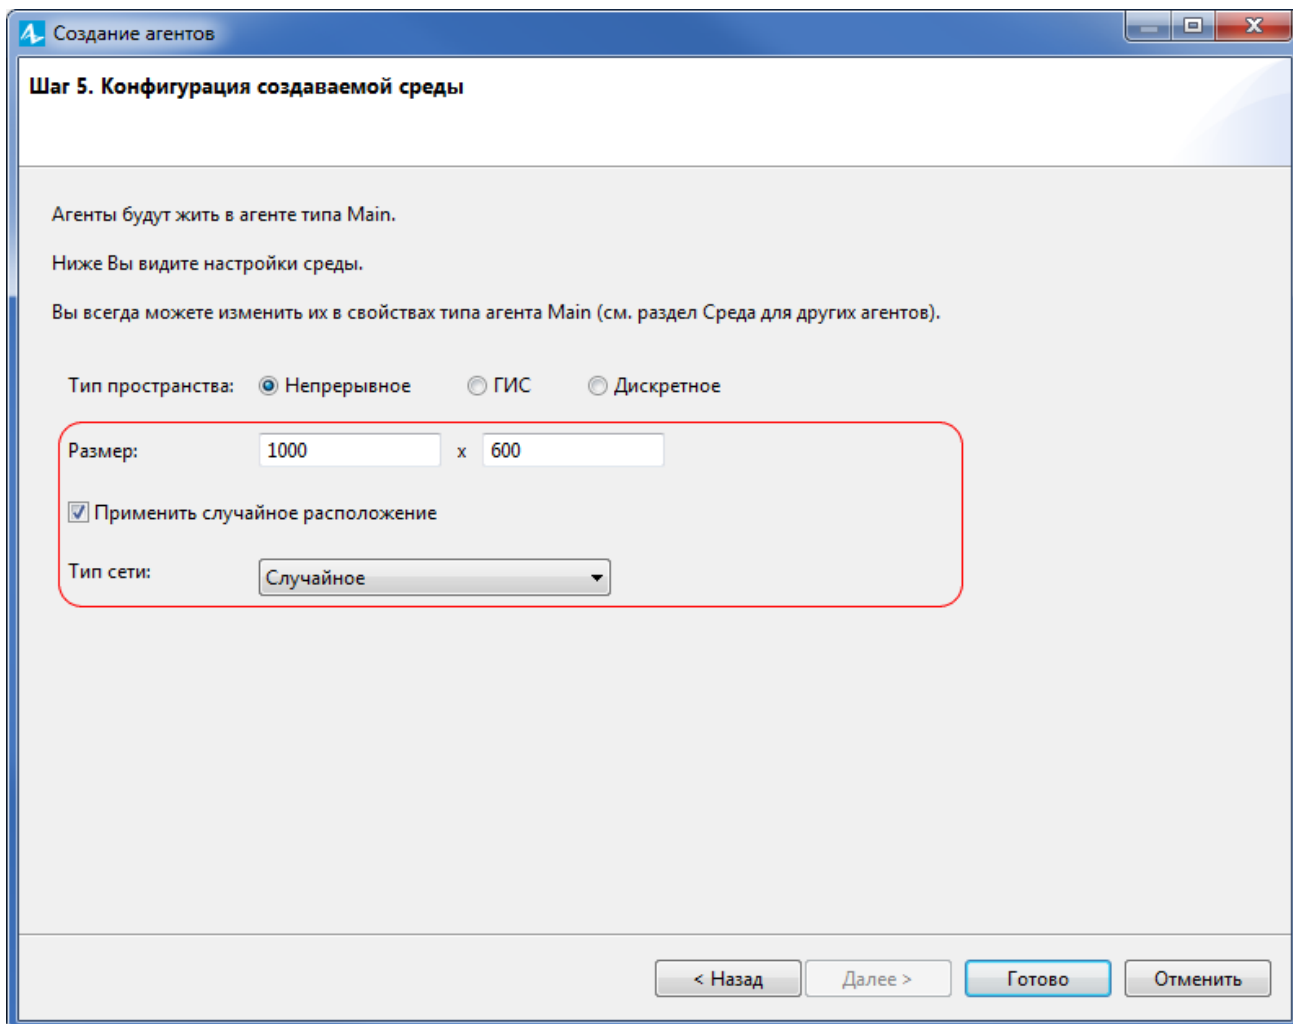 Создание агентов
Шаг 5. Конфигурация создаваемой среды
Агенты будут жить в агенте типа Main.
Ниже Вы видите настройки среды.
Вы всегда можете изменить их в свойствах типа агента Main (см. раздел Среда для других агентов).
Тип пространства: Непрерывное ГИС Дискретное
Размер: 1000 x 600
Применить случайное расположение
Тип сети: Случайное
< Назад Далее > Готово Отменить